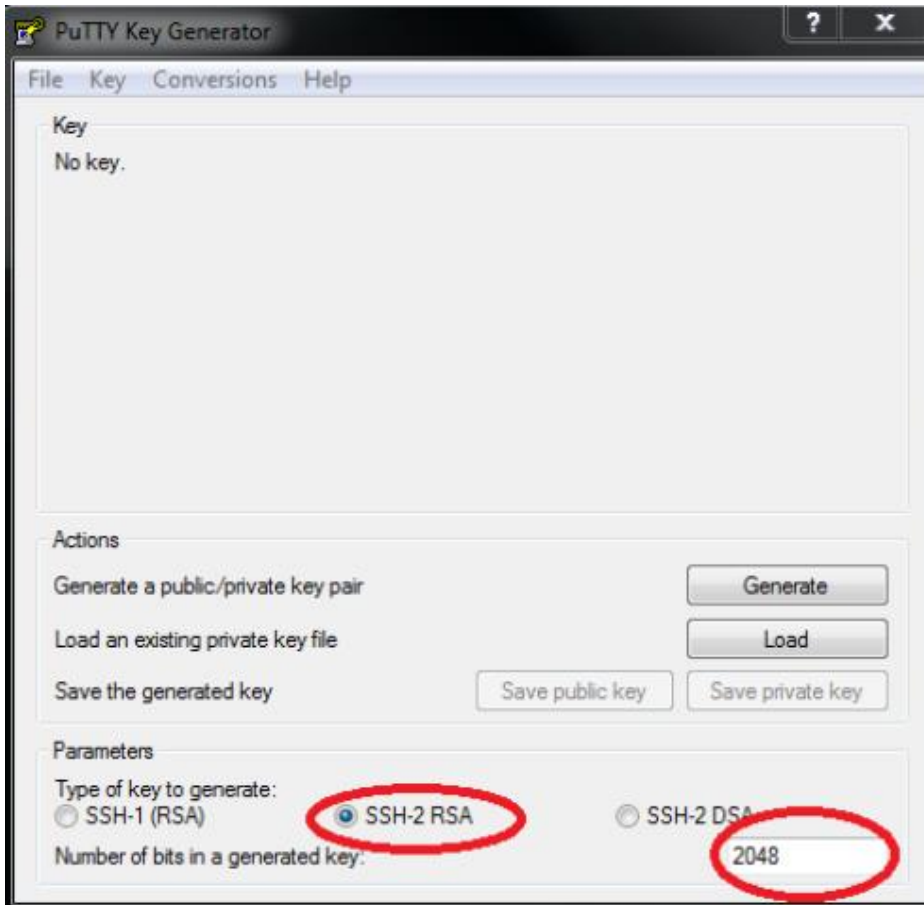 PuTTY Key Generator
? X
File Key Conversions Help
Key
No key.
Actions
Generate a public/private key pair Generate
Load an existing private key file Load
Save the generated key Save public key Save private key
Parameters
Type of key to generate:
SSH-1 (RSA) SSH-2 RSA SSH-2 DSA
Number of bits in a generated key: 2048